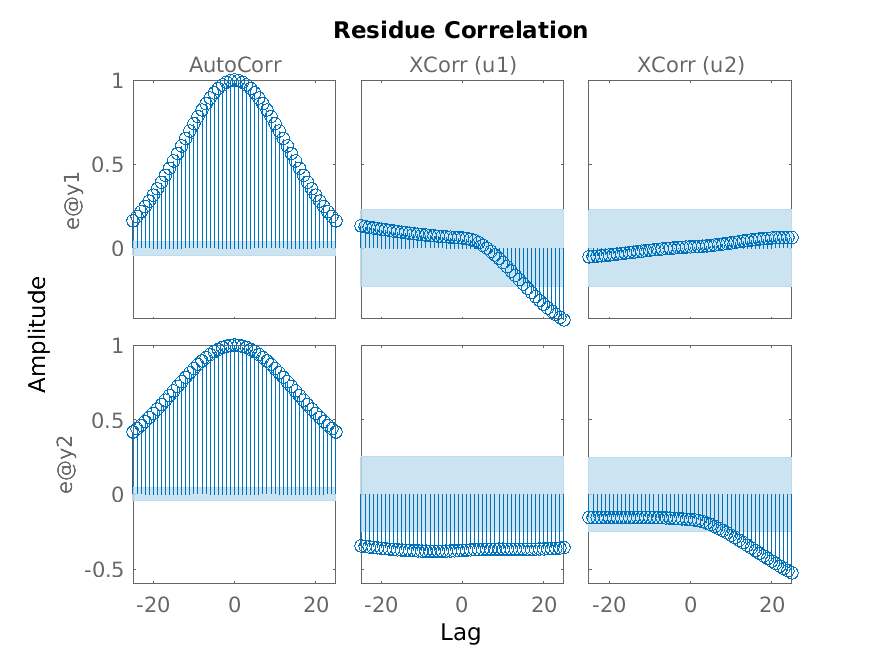 Residue Correlation
AutoCorr
XCorr (u1)
XCorr (u2)
1
0.5
0
e@y1
Amplitude
1
0.5
0
-0.5
e@y2
-20 0 20
-20 0 20
-20 0 20
Lag